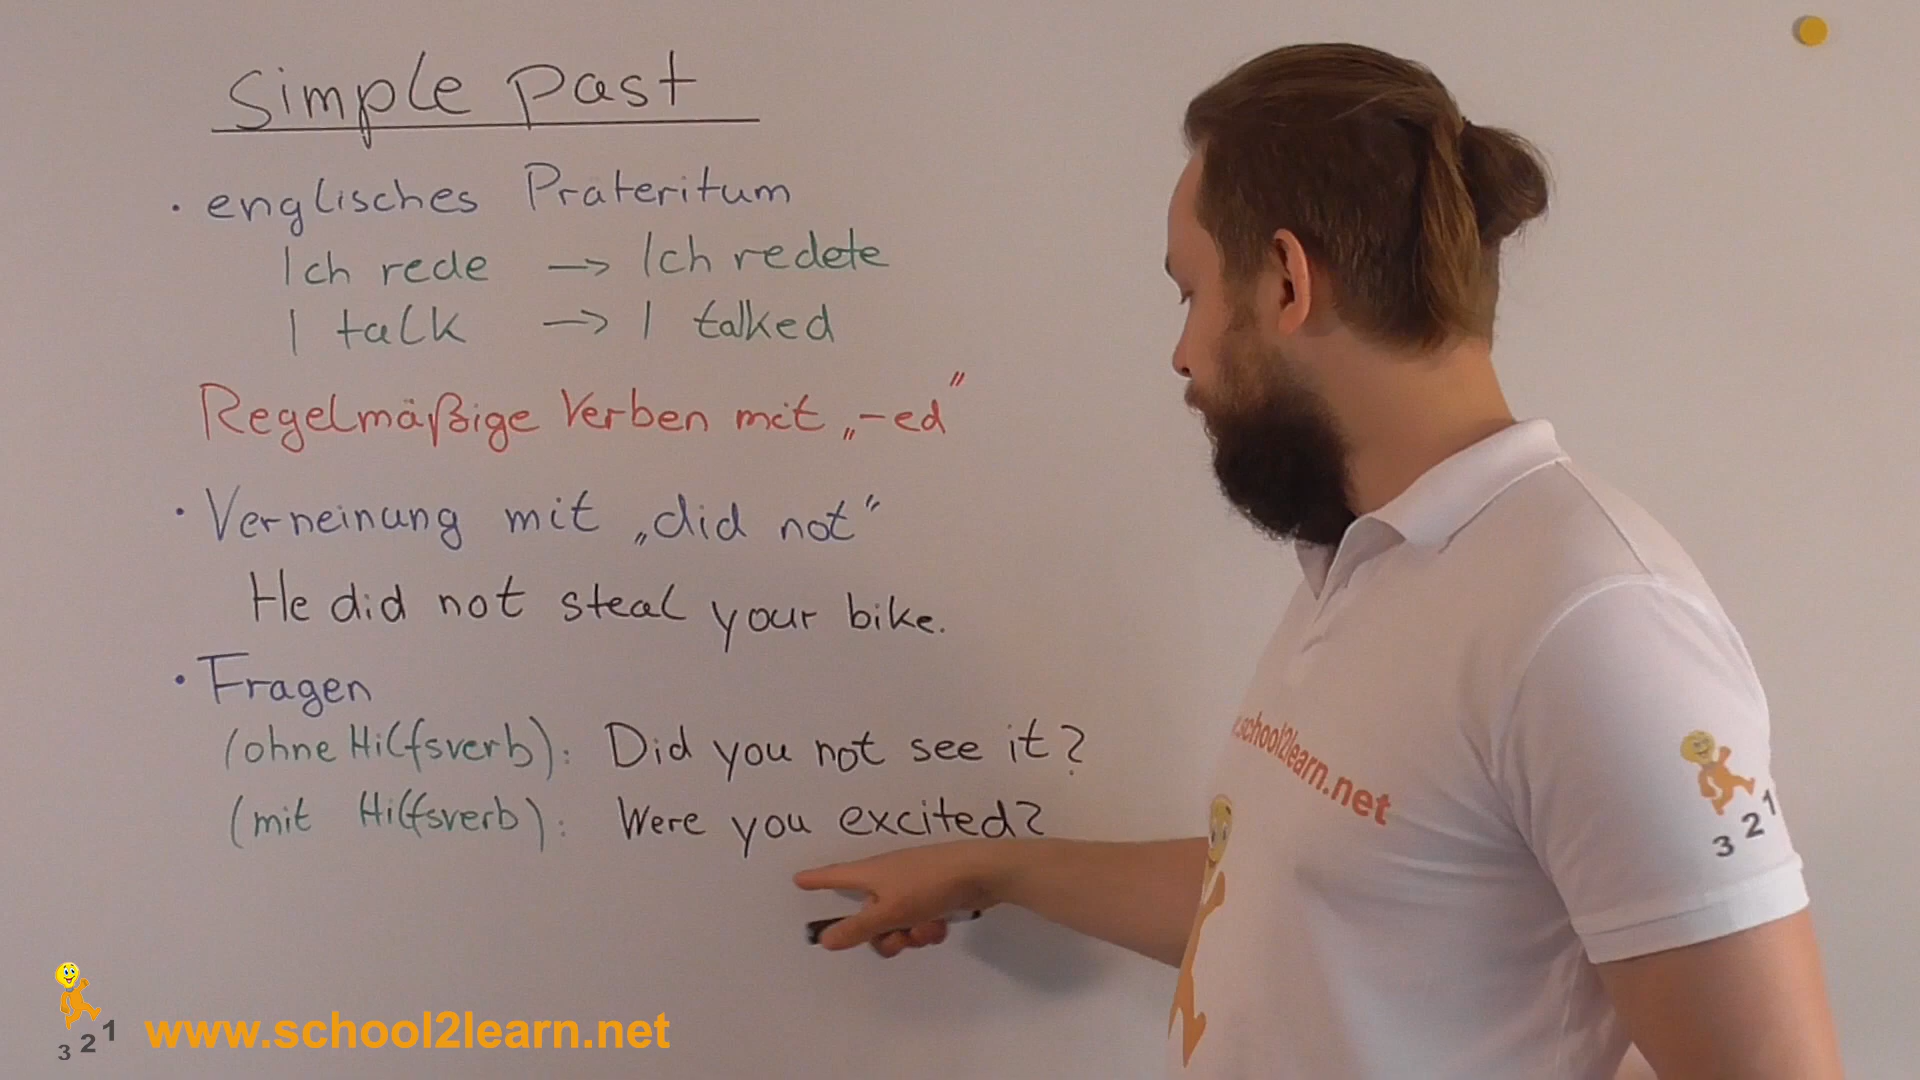 Simple past
• englisches Präteritum
Ich rede → Ich redete
I talk → I talked
Regelmäßige Verben mit „-ed"
• Verneinung mit „did not"
He did not steal your bike.
• Fragen
(ohne Hilfsverb): Did you not see it?
(mit Hilfsverb): Were you excited?
.school2learn.net
3 2 1
3 2 1
www.school2learn.net